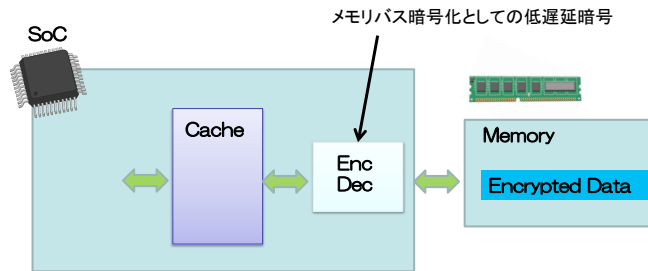 メモリバス暗号化としての低遅延暗号
SoC
Cache
Enc
Dec
Memory
Encrypted Data